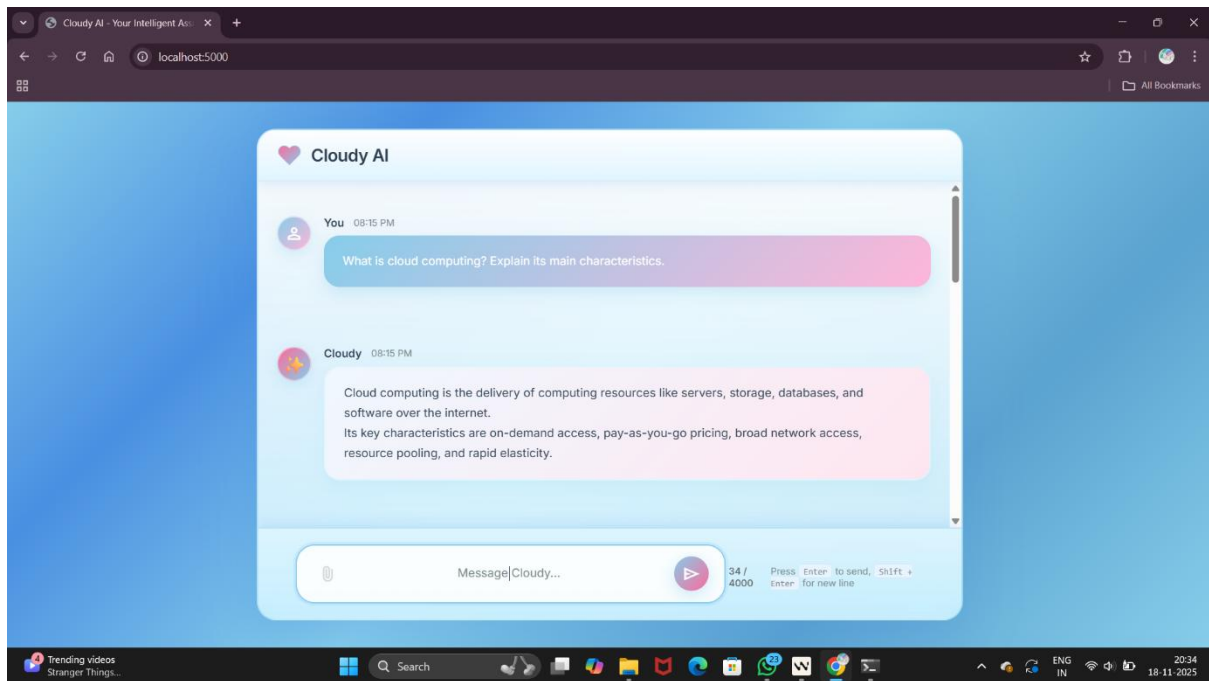 Cloudy AI - Your Intelligent Ass
localhost:5000
All Bookmarks
Cloudy AI
You 08:15 PM
What is cloud computing? Explain its main characteristics.
Cloudy 08:15 PM
Cloud computing is the delivery of computing resources like servers, storage, databases, and
software over the internet.
Its key characteristics are on-demand access, pay-as-you-go pricing, broad network access,
resource pooling, and rapid elasticity.
Message Cloudy...
34 /
4000
Press Enter to send, Shift +
Enter for new line
4
Trending videos
Stranger Things...
Search
23
ENG
IN
20:34
18-11-2025